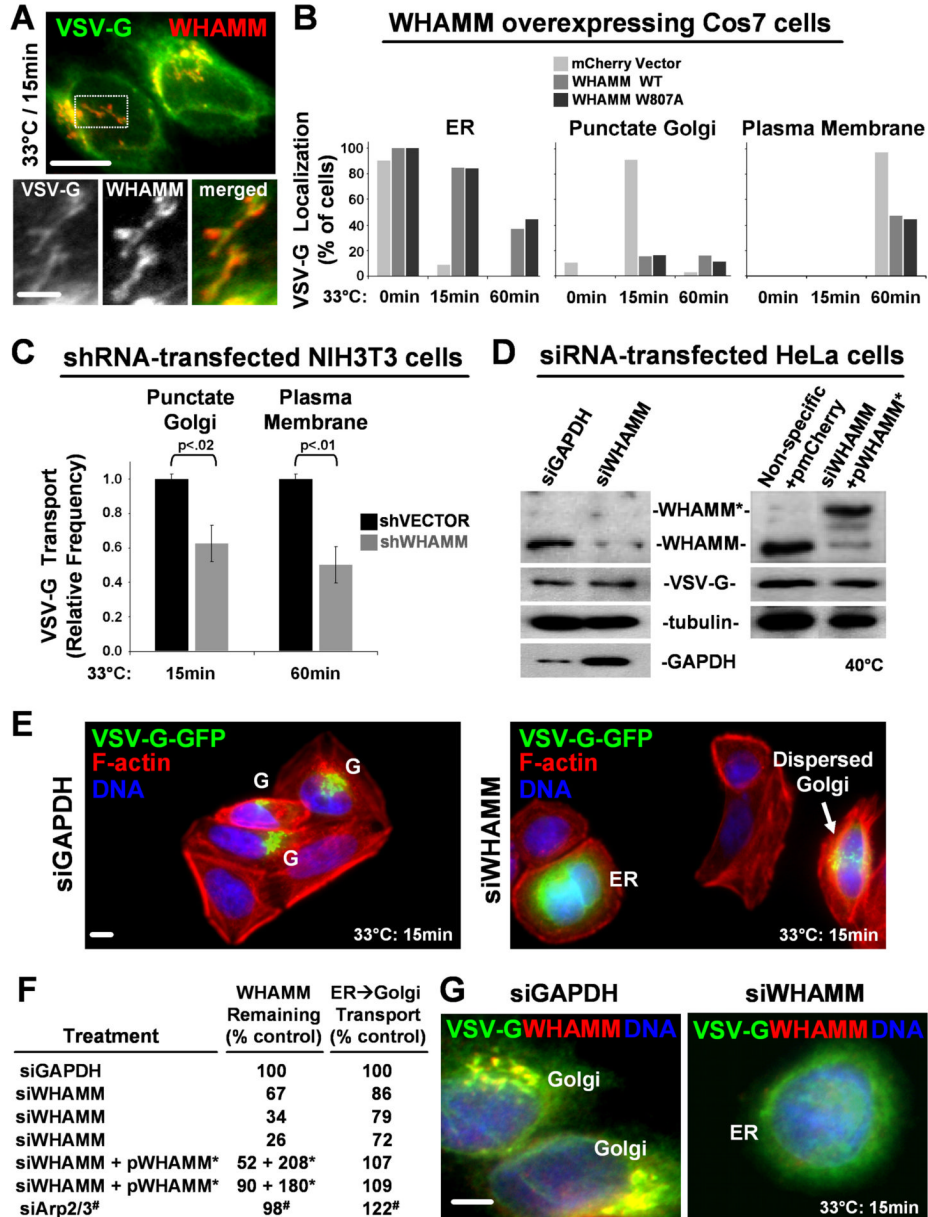 A
VSV-G WHAMM
33°C / 15min
VSV-G WHAMM merged
B
WHAMM overexpressing Cos7 cells
mCherry Vector
WHAMM WT
WHAMM W807A
ER
Punctate Golgi
Plasma Membrane
VSV-G Localization
(% of cells)
100
80
60
40
20
0
33°C: 0min 15min 60min 0min 15min 60min 0min 15min 60min
C
shRNA-transfected NIH3T3 cells
Punctate
Golgi
Plasma
Membrane
p<.02
p<.01
VSV-G Transport
(Relative Frequency)
1.0
0.8
0.6
0.4
0.2
0.0
shVECTOR
shWHAMM
33°C: 15min 60min
D
siRNA-transfected HeLa cells
siGAPDH
siWHAMM
Non-specific
+pmCherry
siWHAMM
+pWHAMM*
-WHAMM*-
-WHAMM-
-VSV-G-
-tubulin-
-GAPDH
40°C
E
siGAPDH
VSV-G-GFP
F-actin
DNA
G
G
G
33°C: 15min
siWHAMM
VSV-G-GFP
F-actin
DNA
Dispersed
Golgi
ER
33°C: 15min
F
Treatment
WHAMM
Remaining
(% control)
ER→Golgi
Transport
(% control)
siGAPDH 100 100
siWHAMM 67 86
siWHAMM 34 79
siWHAMM 26 72
siWHAMM + pWHAMM* 52 + 208* 107
siWHAMM + pWHAMM* 90 + 180* 109
siArp2/3# 98# 122#
G
siGAPDH
VSV-G WHAMM DNA
Golgi
Golgi
siWHAMM
VSV-G WHAMM DNA
ER
33°C: 15min